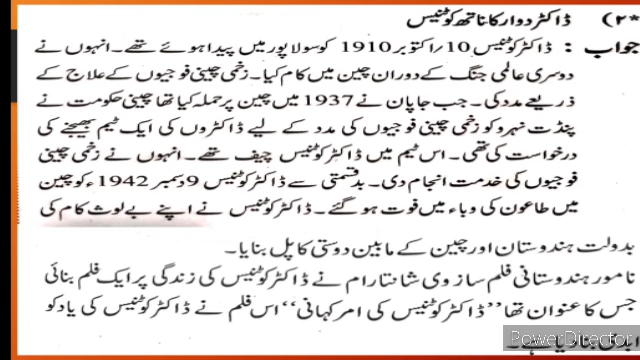 *۲) ڈاکٹر دوارکاناتھ کوٹنیس
جواب : ڈاکٹر کوٹنیس 10/اکتوبر 1910 کو سولا پور میں پیدا ہوئے تھے۔ انہوں نے
دوسری عالمی جنگ کے دوران چین میں کام کیا۔ زخمی چینی فوجیوں کے علاج کے
ذریعے مدد کی۔ جب جاپان نے 1937 میں چین پر حملہ کیا تھا چینی حکومت نے
پنڈت نہرو کو زخمی چینی فوجیوں کی مدد کے لیے ڈاکٹروں کی ایک ٹیم بھیجنے کی
درخواست کی تھی۔ اس ٹیم میں ڈاکٹر کوٹنیس چیف تھے۔ انہوں نے زخمی چینی
فوجیوں کی خدمت انجام دی۔ بدقسمتی سے ڈاکٹر کوٹنیس 9 دسمبر 1942ء کو چین
میں طاعون کی وباء میں فوت ہو گئے۔ ڈاکٹر کوٹنیس نے اپنے بے لوث کام کی
بدولت ہندوستان اور چین کے مابین دوستی کا پل بنایا۔
نامور ہندوستانی فلم ساز وی شانتا رام نے ڈاکٹر کوٹنیس کی زندگی پر ایک فلم بنائی
جس کا عنوان تھا ”ڈاکٹر کوٹنیس کی امر کہانی“ اس فلم نے ڈاکٹر کوٹنیس کی یاد کو
PowerDirector